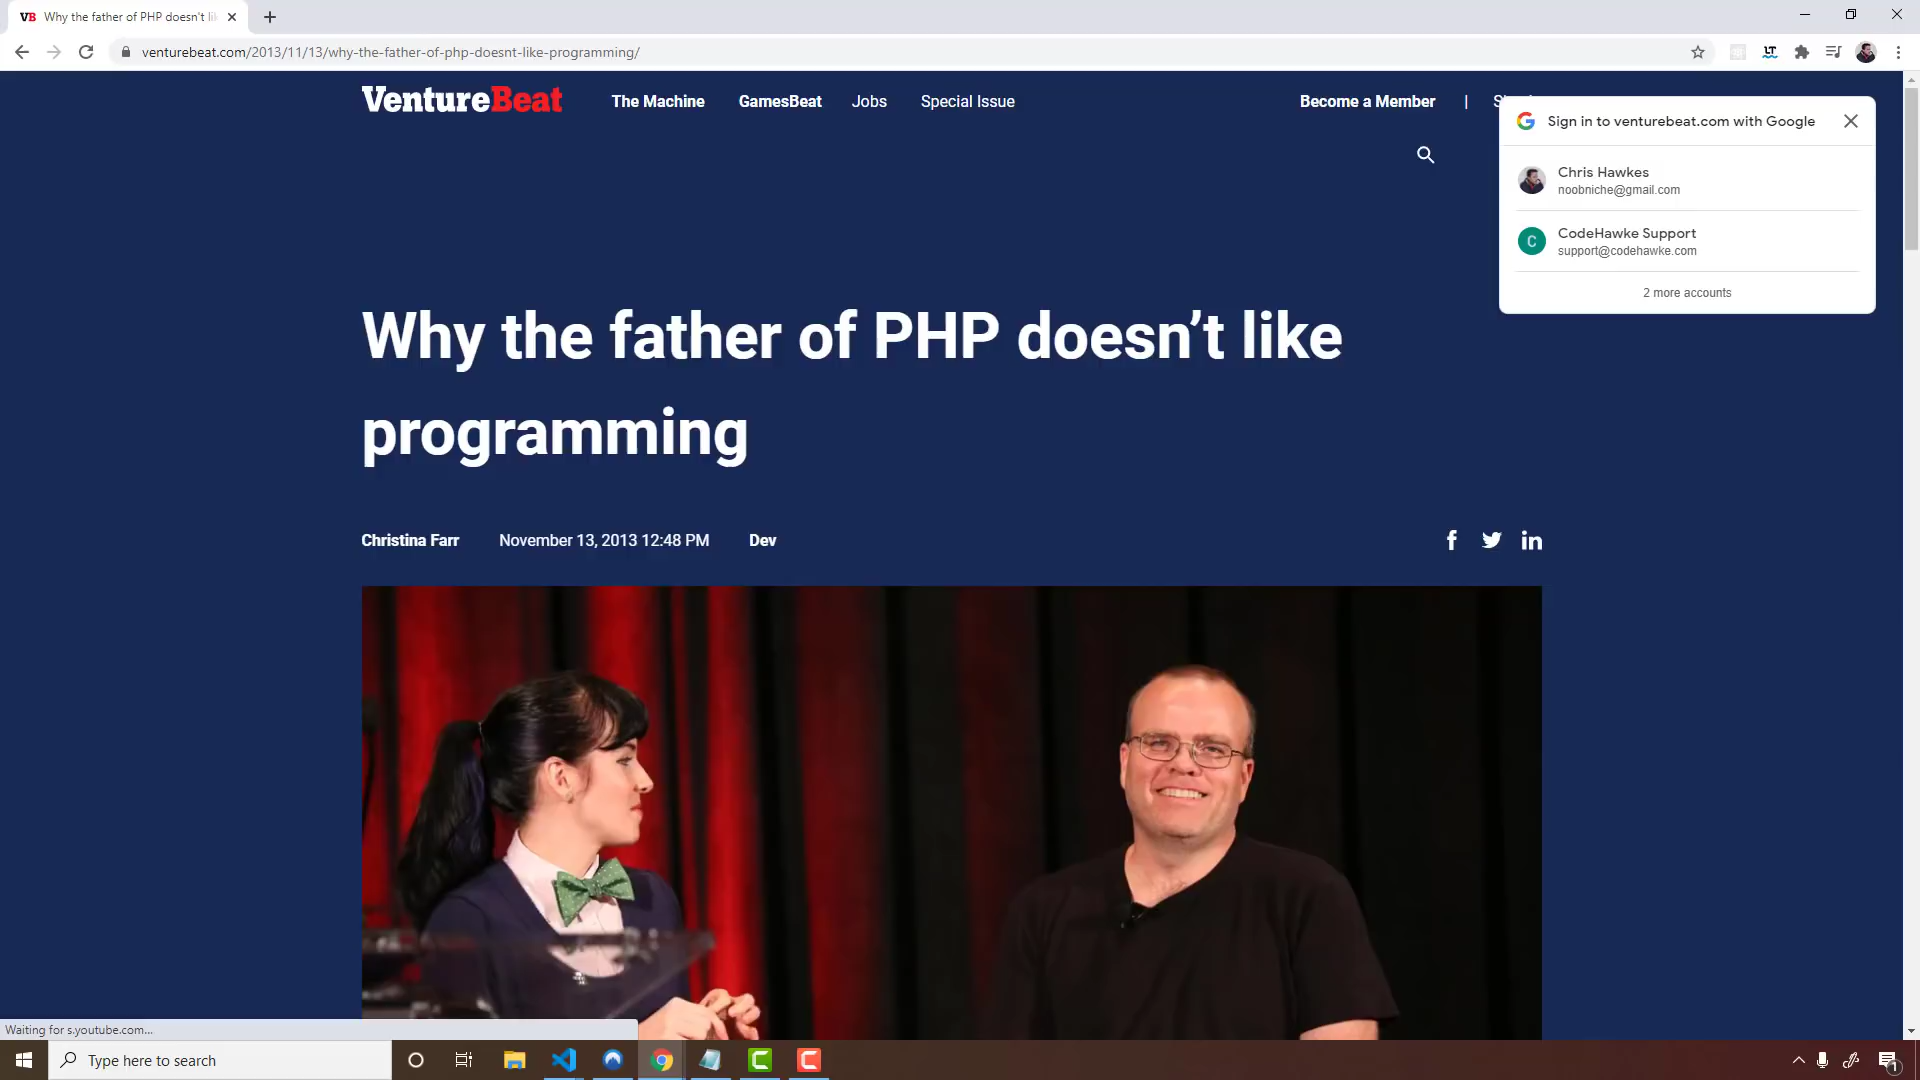 VB Why the father of PHP doesn't li
venturebeat.com/2013/11/13/why-the-father-of-php-doesnt-like-programming/
VentureBeat
The Machine
GamesBeat
Jobs
Special Issue
Become a Member
|
Sign in to venturebeat.com with Google
Chris Hawkes
noobniche@gmail.com
C
CodeHawke Support
support@codehawke.com
2 more accounts
Why the father of PHP doesn’t like
programming
Christina Farr
November 13, 2013 12:48 PM
Dev
Waiting for s.youtube.com...
Type here to search
1